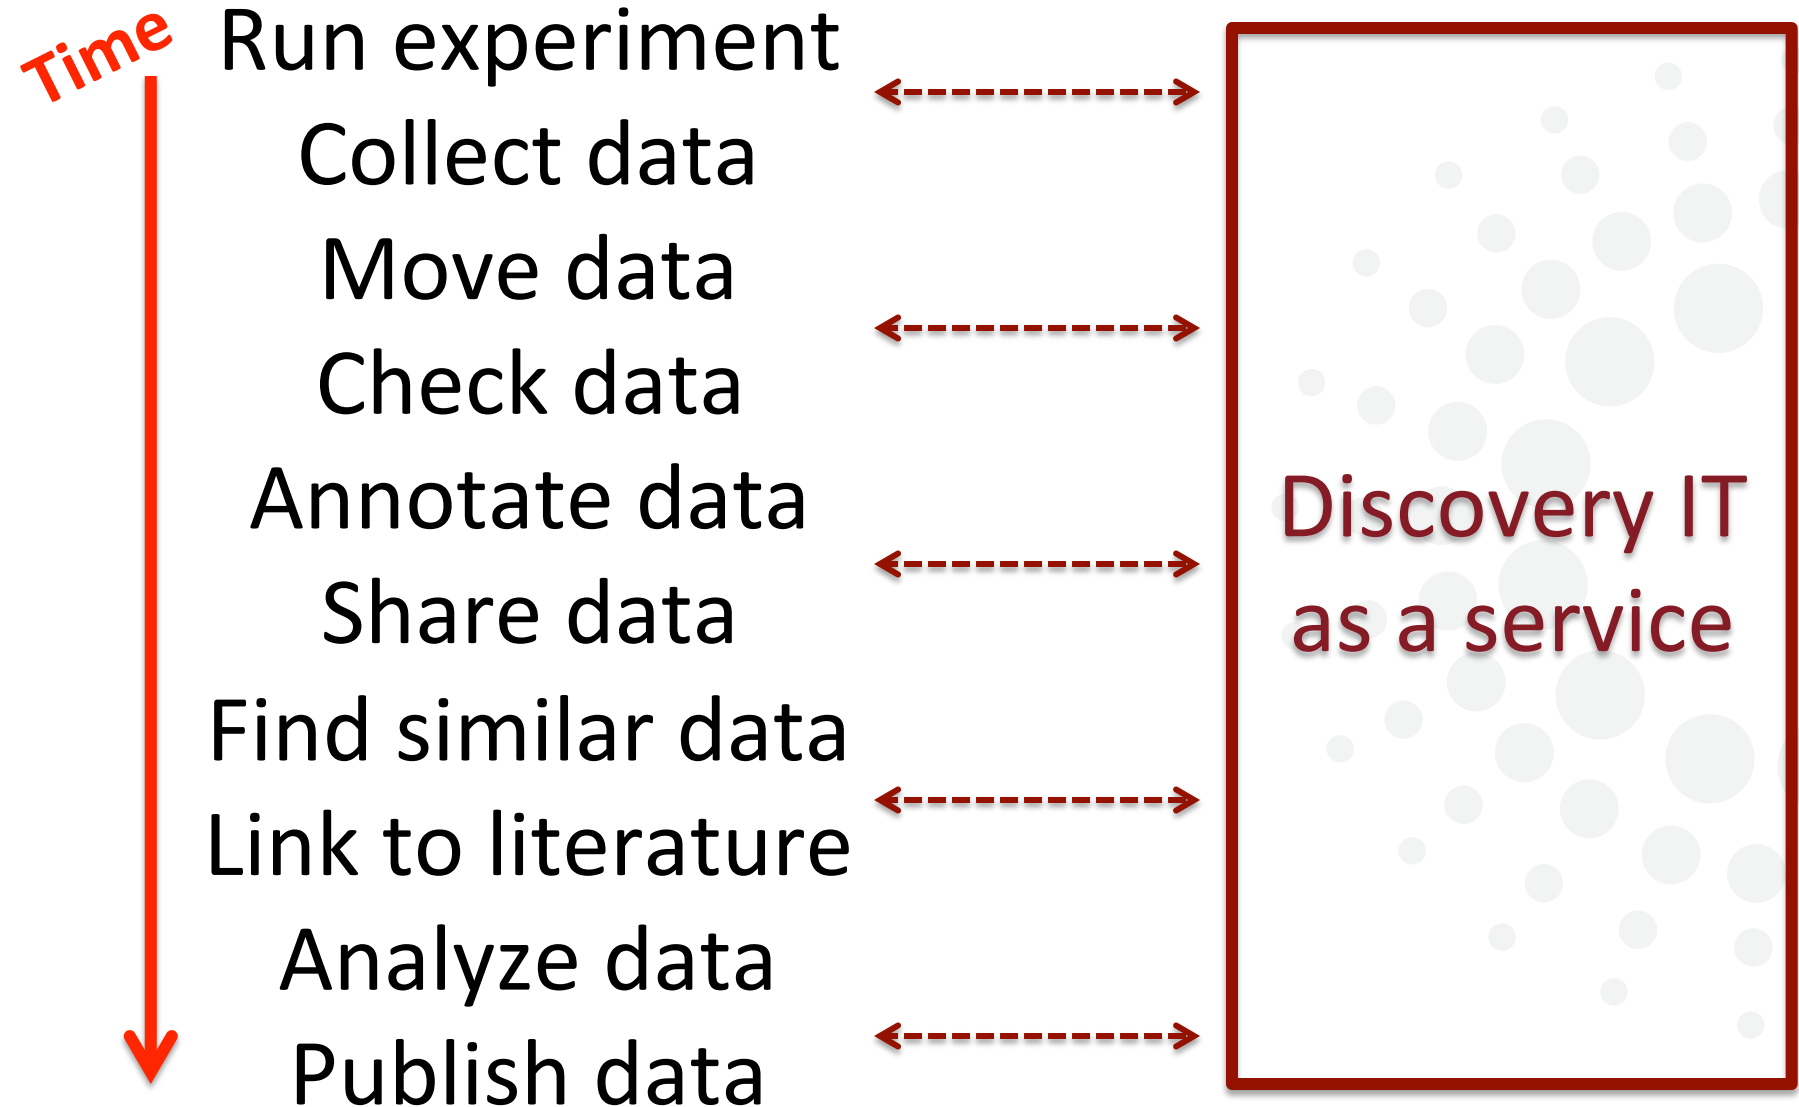 Time
Run experiment
Collect data
Move data
Check data
Annotate data
Share data
Find similar data
Link to literature
Analyze data
Publish data
Discovery IT
as a service